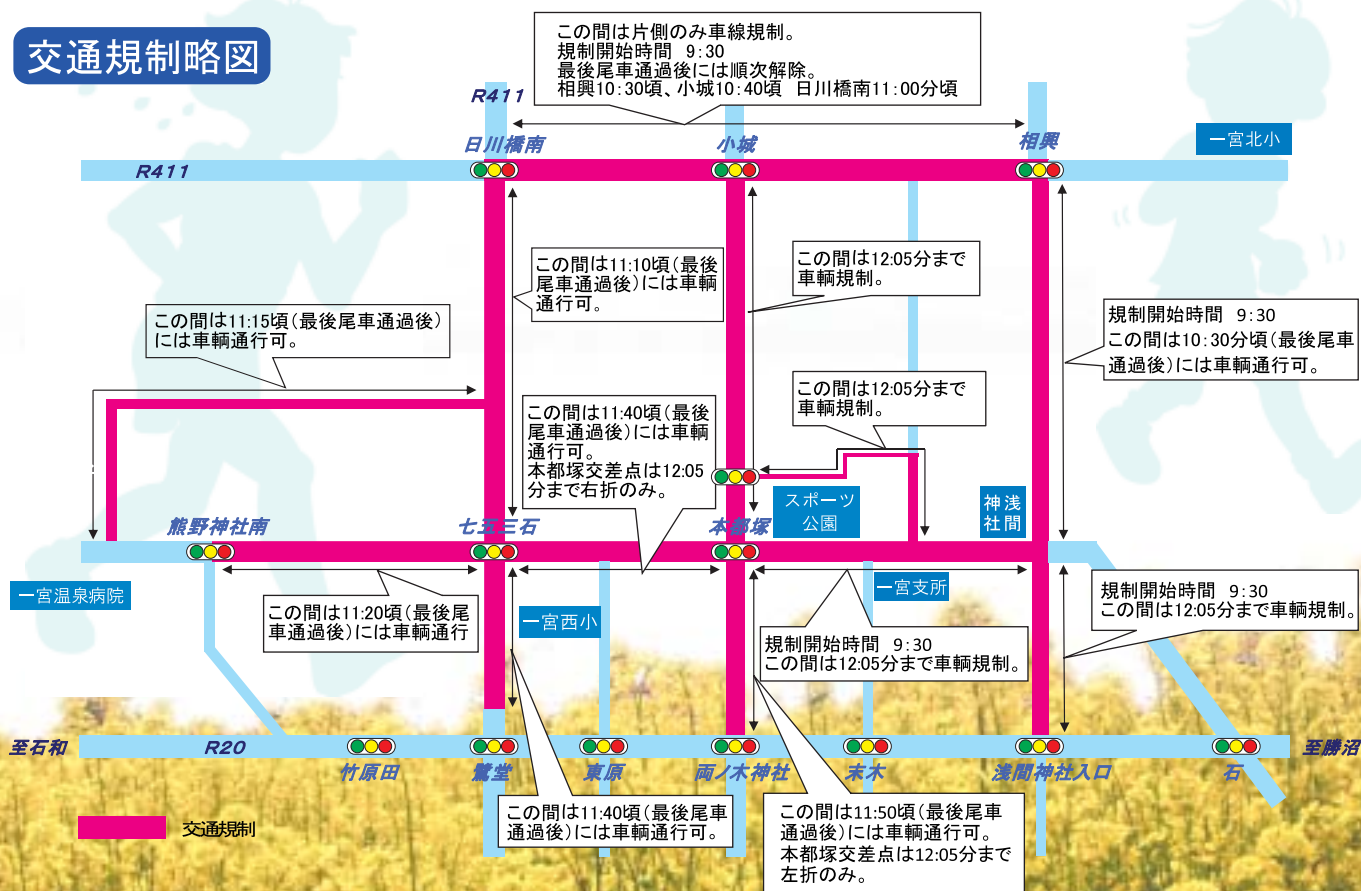 交通規制略図
この間は片側のみ車線規制。
規制開始時間 9:30
最後尾車通過後には順次解除。
相興10:30頃、小城10:40頃 日川橋南11:00分頃
R411
日川橋南
小城
相興
一宮北小
R411
この間は11:10頃(最後
尾車通過後)には車輌
通行可。
この間は12:05分まで
車輌規制。
規制開始時間 9:30
この間は10:30分頃(最後尾車
通過後)には車輌通行可。
この間は11:15頃(最後尾車通過後)
には車輌通行可。
この間は12:05分まで
車輌規制。
この間は11:40頃(最後
尾車通過後)には車輌
通行可。
本都塚交差点は12:05
分まで右折のみ。
スポーツ
公園
浅間
神社
熊野神社南
七五三石
本都塚
一宮温泉病院
この間は11:20頃(最後尾
車通過後)には車輌通行
一宮西小
一宮支所
規制開始時間 9:30
この間は12:05分まで車輌規制。
規制開始時間 9:30
この間は12:05分まで車輌規制。
至石和
R20
至勝沼
竹原田
鷺堂
東原
両ノ木神社
末木
浅間神社入口
石
この間は11:40頃(最後尾車
通過後)には車輌通行可。
この間は11:50頃(最後尾車
通過後)には車輌通行可。
本都塚交差点は12:05分まで
左折のみ。
交通規制